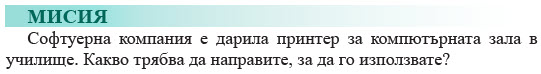 МИСИЯ
Софтуерна компания е дарила принтер за компютърната зала в
училище. Какво трябва да направите, за да го използвате?